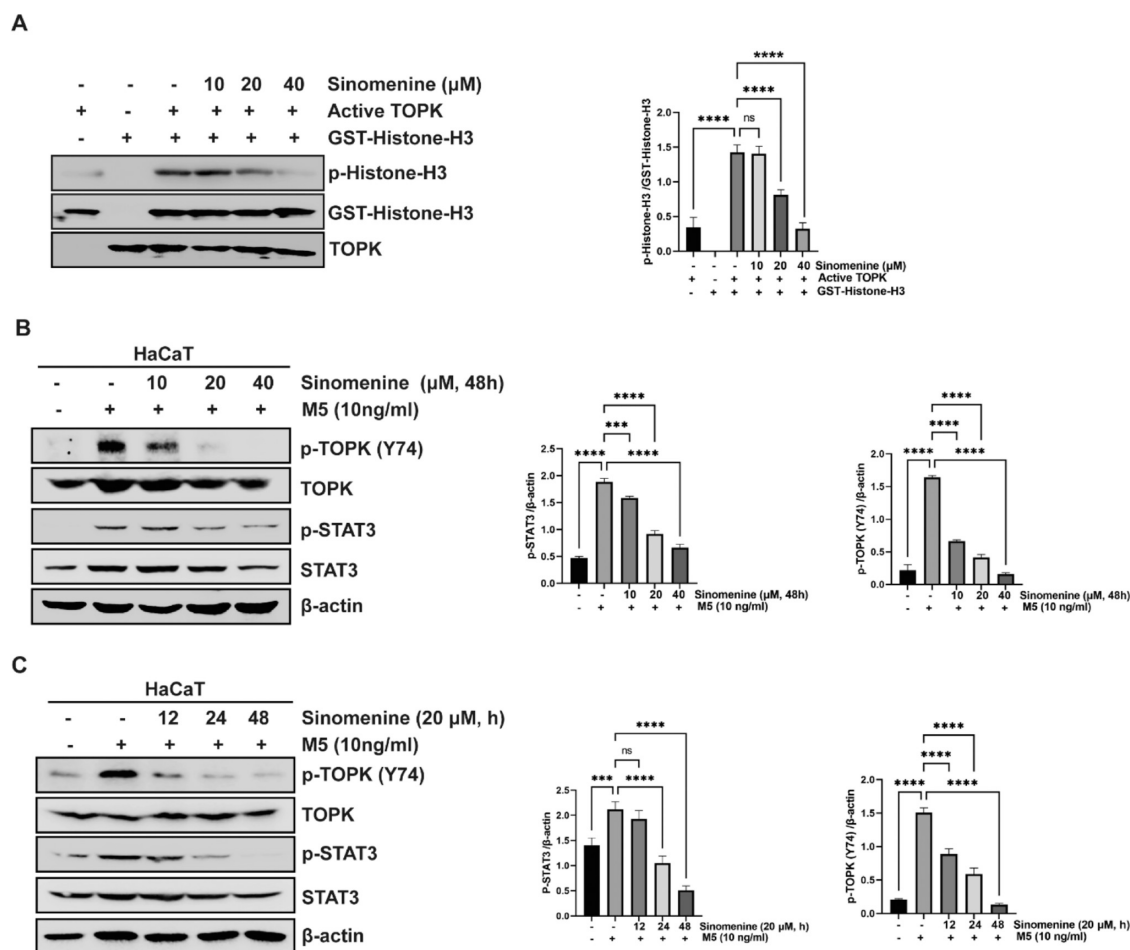 A
- - - 10 20 40 Sinomenine (μM)
+ - + + + + Active TOPK
- + + + + + GST-Histone-H3
p-Histone-H3
GST-Histone-H3
TOPK
p-Histone-H3 /GST-Histone-H3
2.0
1.5
1.0
0.5
0.0
****
****
**** ns
- - - 10 20 40 Sinomenine (μM)
+ - + + + + Active TOPK
- + + + + + GST-Histone-H3
B
HaCaT
- - 10 20 40 Sinomenine (μM, 48h)
- + + + + M5 (10ng/ml)
p-TOPK (Y74)
TOPK
p-STAT3
STAT3
β-actin
p-STAT3 /β-actin
2.5
2.0
1.5
1.0
0.5
0.0
****
***
**** ****
- - 10 20 40 Sinomenine (μM, 48h)
- + + + + M5 (10 ng/ml)
p-TOPK (Y74) /β-actin
2.0
1.5
1.0
0.5
0.0
****
****
**** ****
- - 10 20 40 Sinomenine (μM, 48h)
- + + + + M5 (10 ng/ml)
C
HaCaT
- - 12 24 48 Sinomenine (20 μM, h)
- + + + + M5 (10ng/ml)
p-TOPK (Y74)
TOPK
p-STAT3
STAT3
β-actin
P-STAT3 /β-actin
2.5
2.0
1.5
1.0
0.5
0.0
****
ns
*** ****
- - 12 24 48 Sinomenine (20 μM, h)
- + + + + M5 (10 ng/ml)
p-TOPK (Y74) /β-actin
2.0
1.5
1.0
0.5
0.0
****
****
**** ****
- - 12 24 48 Sinomenine (20 μM, h)
- + + + + M5 (10 ng/ml)